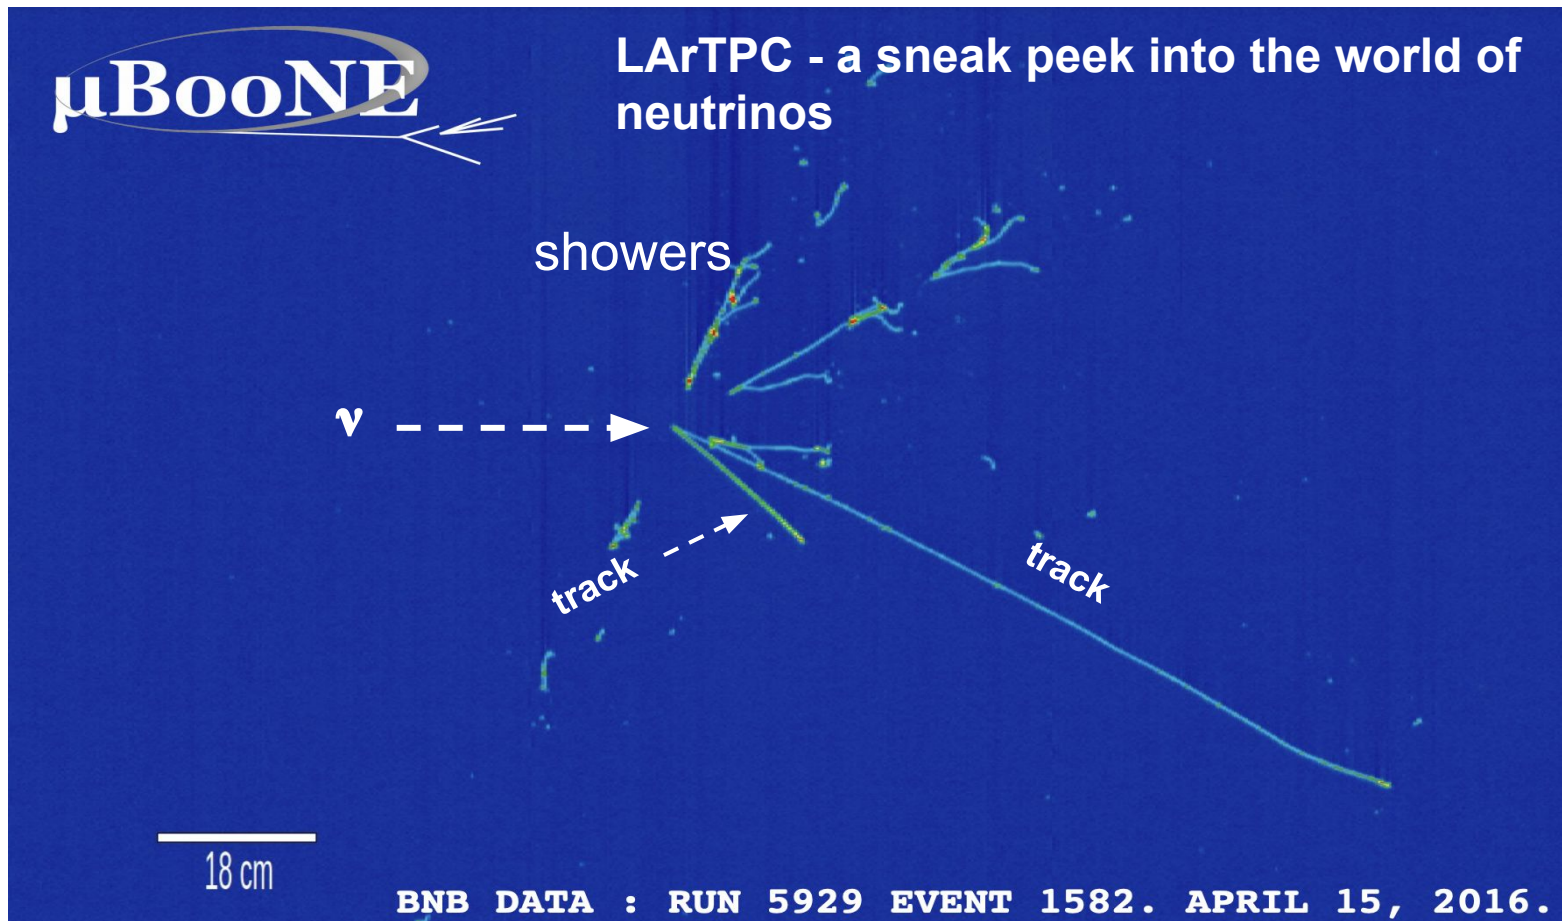 µBooNE
LArTPC - a sneak peek into the world of
neutrinos
showers
ν
track
track
18 cm
BNB DATA : RUN 5929 EVENT 1582. APRIL 15, 2016.